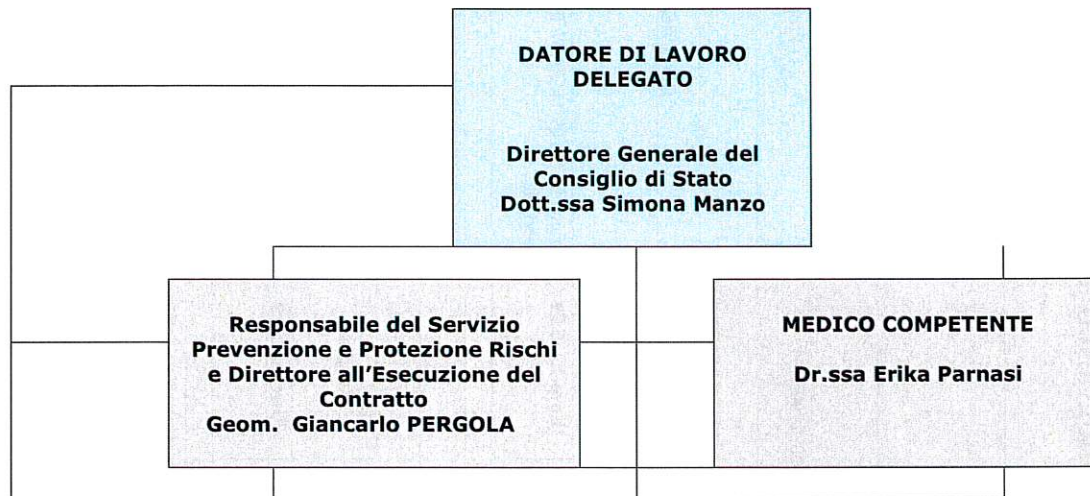 DATORE DI LAVORO
DELEGATO
Direttore Generale del
Consiglio di Stato
Dott.ssa Simona Manzo
Responsabile del Servizio
Prevenzione e Protezione Rischi
e Direttore all'Esecuzione del
Contratto
Geom. Giancarlo PERGOLA
MEDICO COMPETENTE
Dr.ssa Erika Parnasi